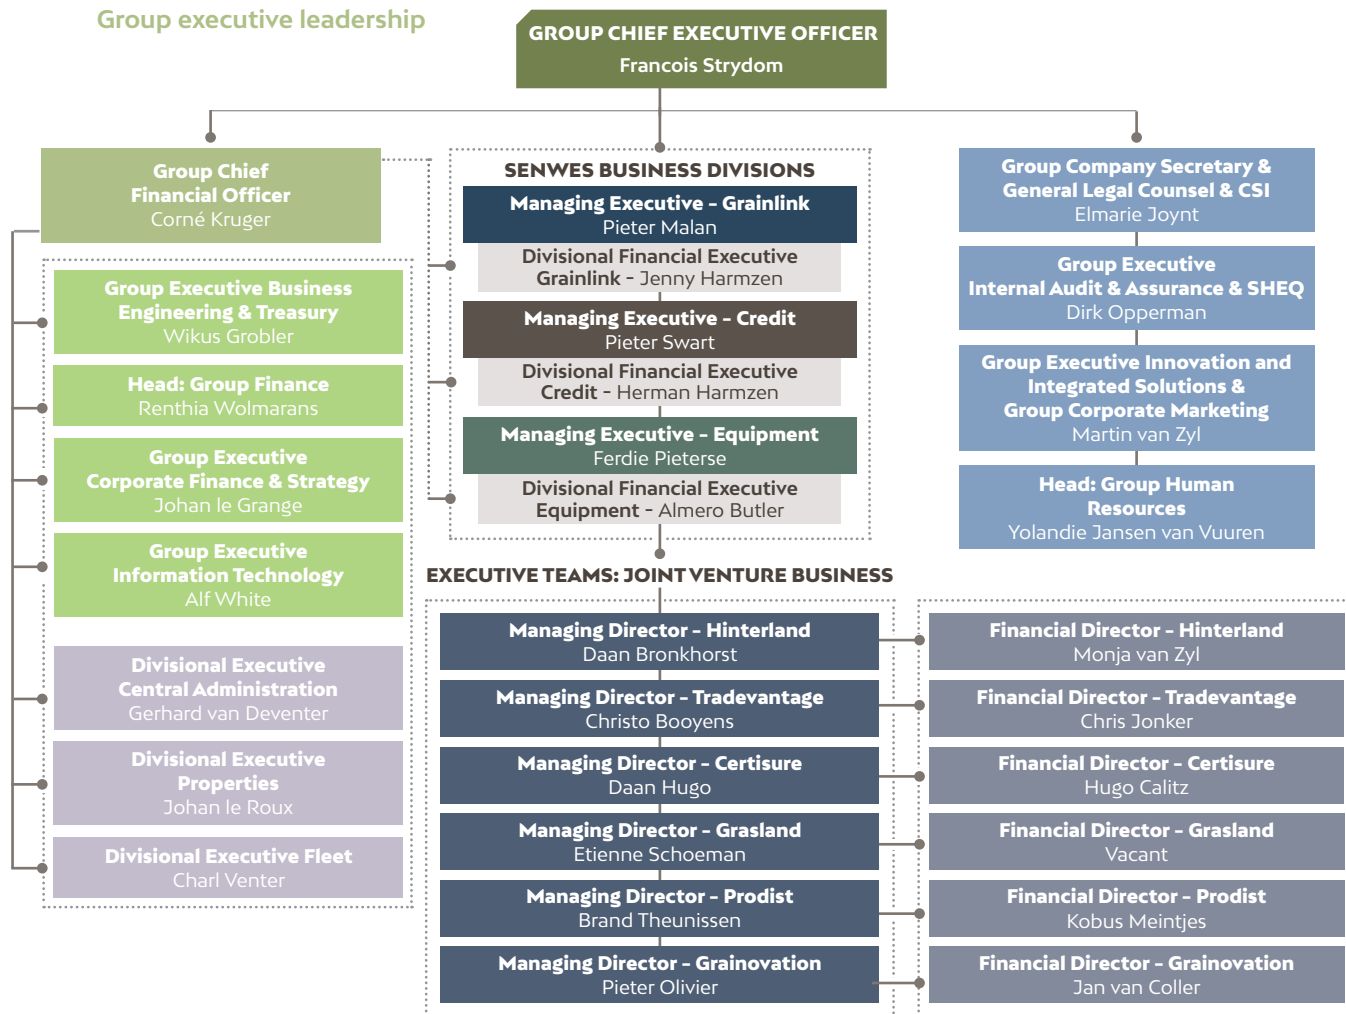 Group executive leadership
GROUP CHIEF EXECUTIVE OFFICER
Francois Strydom
Group Chief
Financial Officer
Corné Kruger
Group Executive Business
Engineering & Treasury
Wikus Grobler
Head: Group Finance
Renthia Wolmarans
Group Executive
Corporate Finance & Strategy
Johan le Grange
Group Executive
Information Technology
Alf White
Divisional Executive
Central Administration
Gerhard van Deventer
Divisional Executive
Properties
Johan le Roux
Divisional Executive Fleet
Charl Venter
SENWES BUSINESS DIVISIONS
Managing Executive – Grainlink
Pieter Malan
Divisional Financial Executive
Grainlink – Jenny Harmzen
Managing Executive – Credit
Pieter Swart
Divisional Financial Executive
Credit – Herman Harmzen
Managing Executive – Equipment
Ferdie Pieterse
Divisional Financial Executive
Equipment – Almero Butler
Group Company Secretary &
General Legal Counsel & CSI
Elmarie Joynt
Group Executive
Internal Audit & Assurance & SHEQ
Dirk Opperman
Group Executive Innovation and
Integrated Solutions &
Group Corporate Marketing
Martin van Zyl
Head: Group Human
Resources
Yolandie Jansen van Vuuren
EXECUTIVE TEAMS: JOINT VENTURE BUSINESS
Managing Director – Hinterland
Daan Bronkhorst
Financial Director – Hinterland
Monja van Zyl
Managing Director – Tradevantage
Christo Booyens
Financial Director – Tradevantage
Chris Jonker
Managing Director – Certisure
Daan Hugo
Financial Director – Certisure
Hugo Calitz
Managing Director – Grasland
Etienne Schoeman
Financial Director – Grasland
Vacant
Managing Director – Prodist
Brand Theunissen
Financial Director – Prodist
Kobus Meintjes
Managing Director – Grainovation
Pieter Olivier
Financial Director – Grainovation
Jan van Coller